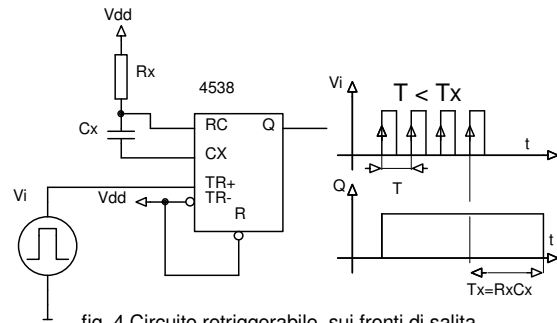 Vdd
Rx
4538
Cx
RC
Q
CX
TR+
TR-
R
Vi
Vdd
Vi
T < Tx
t
T
Q
t
Tx=RxCx
fig. 4 Circuito retriggerabile sui fronti di salita